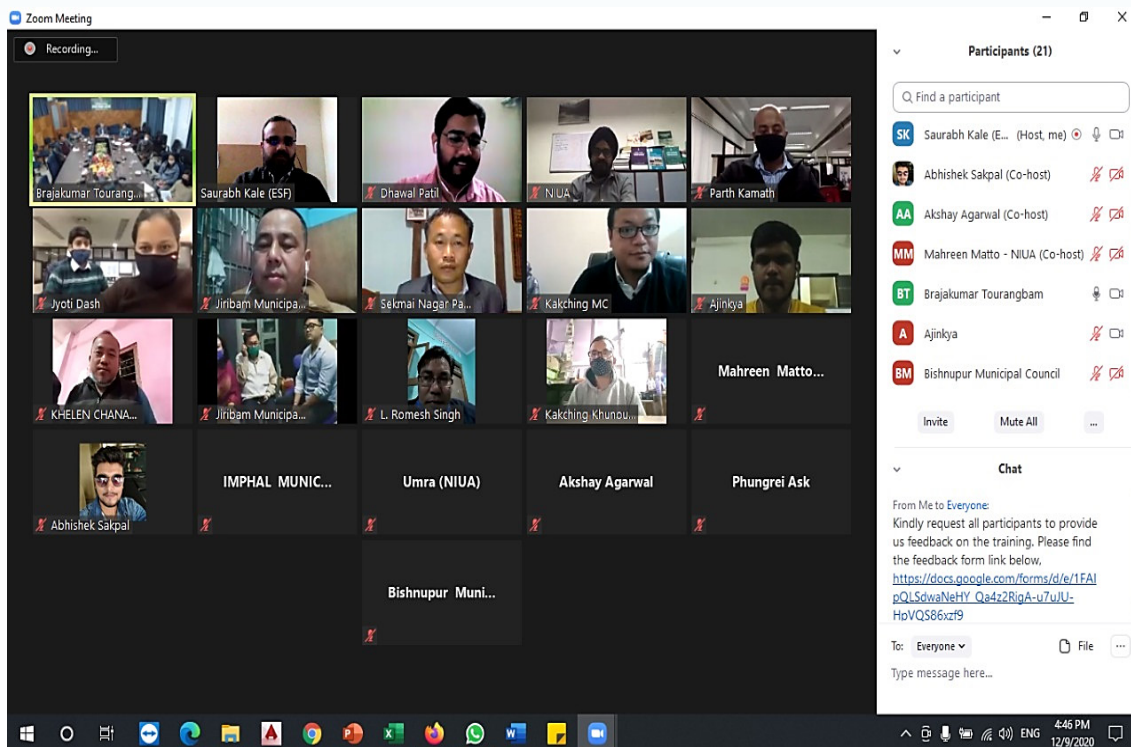 Zoom Meeting
Recording...
Participants (21)
Find a participant
SK Saurabh Kale (E... (Host, me)
Abhishek Sakpal (Co-host)
AA Akshay Agarwal (Co-host)
MM Mahreen Matto - NIUA (Co-host)
BT Brajakumar Tourangbam
A Ajinkya
BM Bishnupur Municipal Council
Invite Mute All ...
Brajakumar Tourang...
Saurabh Kale (ESF)
Dhawal Patil
NIUA
Parth Kamath
Jyoti Dash
Jiribam Municipa...
Sekmai Nagar Pa...
Kakching MC
Ajinkya
KHELEN CHANA...
Jiribam Municipa...
L. Romesh Singh
Kakching Khunou...
Mahreen Matto...
Abhishek Sakpal
IMPHAL MUNIC...
Umra (NIUA)
Akshay Agarwal
Phungrei Ask
Bishnupur Muni...
Chat
From Me to Everyone:
Kindly request all participants to provide
us feedback on the training. Please find
the feedback form link below,
https://docs.google.com/forms/d/e/1FAI
pQLSdwaNeHY_Qa4z2RigA-u7uJU-
HpVQS86xzf9
To: Everyone File ...
Type message here...
ENG
4:46 PM
12/9/2020